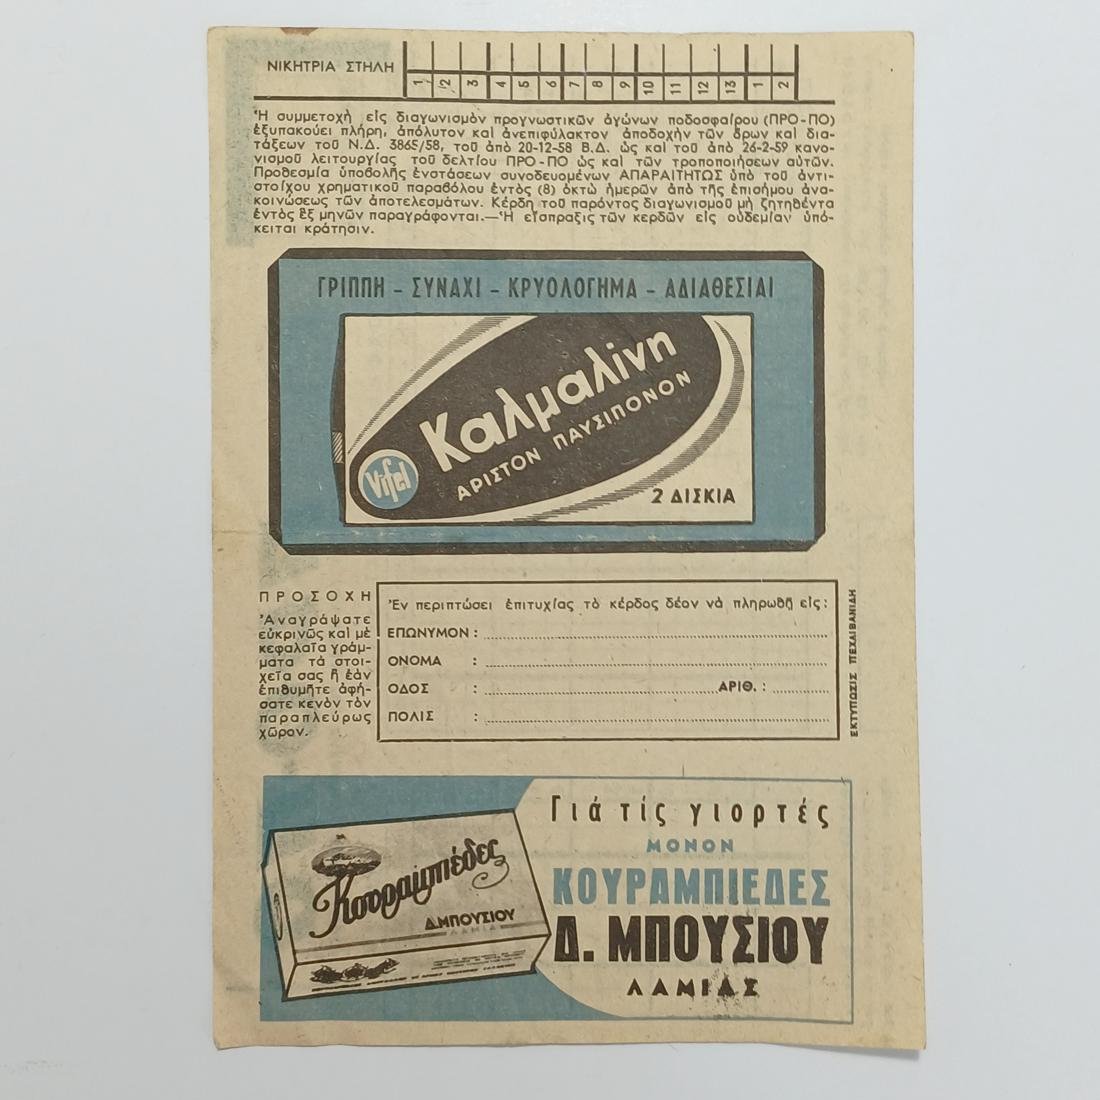 ΝΙΚΗΤΡΙΑ ΣΤΗΛΗ
1 2 3 4 5 6 7 8 9 10 11 12 13 1 2
Ἡ συμμετοχὴ εἰς διαγωνισμὸν προγνωστικῶν ἀγώνων ποδοσφαίρου (ΠΡΟ-ΠΟ)
ἐξυπακούει πλήρη, ἀπόλυτον καὶ ἀνεπιφύλακτον ἀποδοχὴν τῶν ὅρων καὶ δια-
τάξεων τοῦ Ν.Δ. 3865/58, τοῦ ἀπὸ 20-12-58 Β.Δ. ὡς καὶ τοῦ ἀπὸ 26-2-59 κανο-
νισμοῦ λειτουργίας τοῦ δελτίου ΠΡΟ-ΠΟ ὡς καὶ τῶν τροποποιήσεων αὐτῶν.
Προθεσμία ὑποβολῆς ἐνστάσεων συνοδευομένων ΑΠΑΡΑΙΤΗΤΩΣ ὑπὸ τοῦ ἀντι-
στοίχου χρηματικοῦ παραβόλου ἐντὸς (8) ὀκτὼ ἡμερῶν ἀπὸ τῆς ἐπισήμου ἀνα-
κοινώσεως τῶν ἀποτελεσμάτων. Κέρδη τοῦ παρόντος διαγωνισμοῦ μὴ ζητηθέντα
ἐντὸς ἓξ μηνῶν παραγράφονται.—Ἡ εἴσπραξις τῶν κερδῶν εἰς οὐδεμίαν ὑπό-
κειται κράτησιν.
ΓΡΙΠΠΗ - ΣΥΝΑΧΙ - ΚΡΥΟΛΟΓΗΜΑ - ΑΔΙΑΘΕΣΙΑΙ
Καλμαλίνη
ΑΡΙΣΤΟΝ ΠΑΥΣΙΠΟΝΟΝ
Vifel
2 ΔΙΣΚΙΑ
ΠΡΟΣΟΧΗ
Ἀναγράψατε
εὐκρινῶς καὶ μὲ
κεφαλαῖα γράμ-
ματα τὰ στοι-
χεῖα σας ἢ ἐὰν
ἐπιθυμῆτε ἀφή-
σατε κενὸν τὸν
παραπλεύρως
χῶρον.
Ἐν περιπτώσει ἐπιτυχίας τὸ κέρδος δέον νὰ πληρωθῇ εἰς:
ΕΠΩΝΥΜΟΝ :
ΟΝΟΜΑ :
ΟΔΟΣ : ΑΡΙΘ. :
ΠΟΛΙΣ :
ΕΚΤΥΠΩΣΙΣ ΠΕΧΛΙΒΑΝΙΔΗ
Κουραμπιέδες
Δ.ΜΠΟΥΣΙΟΥ
ΛΑΜΙΑ
Γιά τίς γιορτές
ΜΟΝΟΝ
ΚΟΥΡΑΜΠΙΕΔΕΣ
Δ. ΜΠΟΥΣΙΟΥ
ΛΑΜΙΑΣ